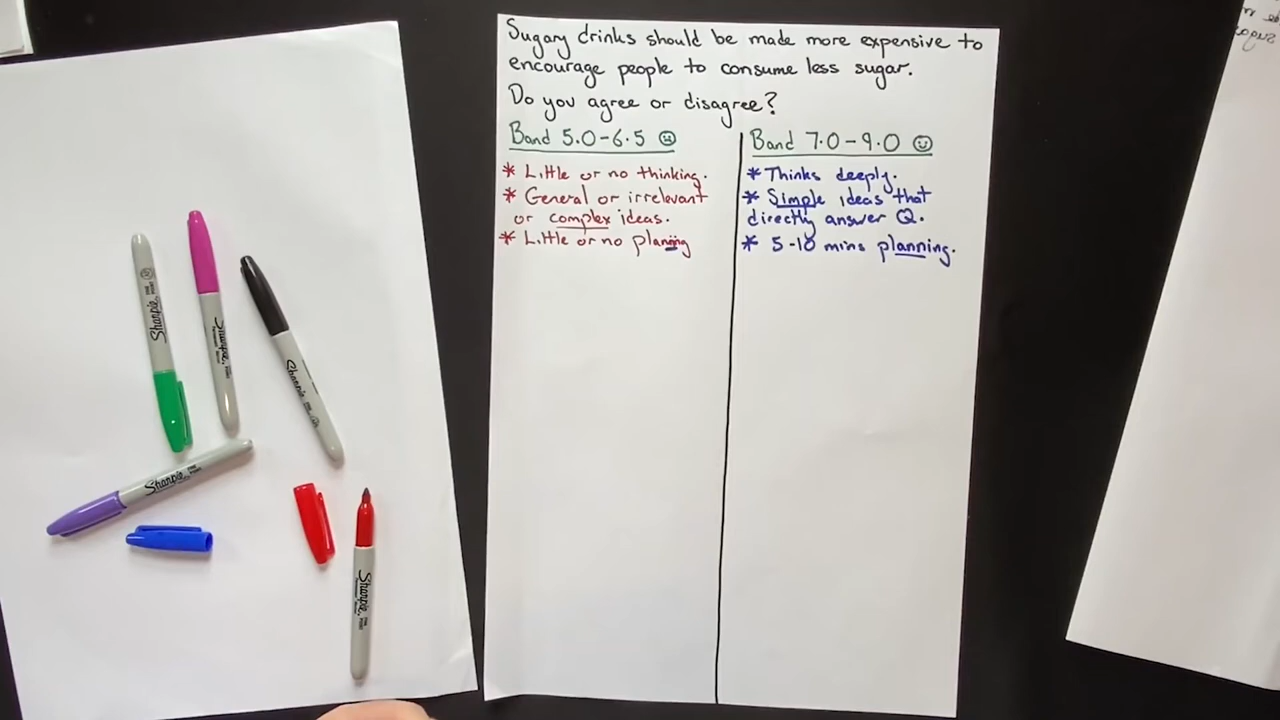 Sugary drinks should be made more expensive to
encourage people to consume less sugar.
Do you agree or disagree?
Band 5.0-6.5
* Little or no thinking.
* General or irrelevant
or complex ideas.
* Little or no planing
Band 7.0-9.0
* Thinks deeply.
* Simple ideas that
directly answer Q.
* 5-10 mins planning.
Sharpie
Sharpie
Sharpie
Sharpie
Sharpie